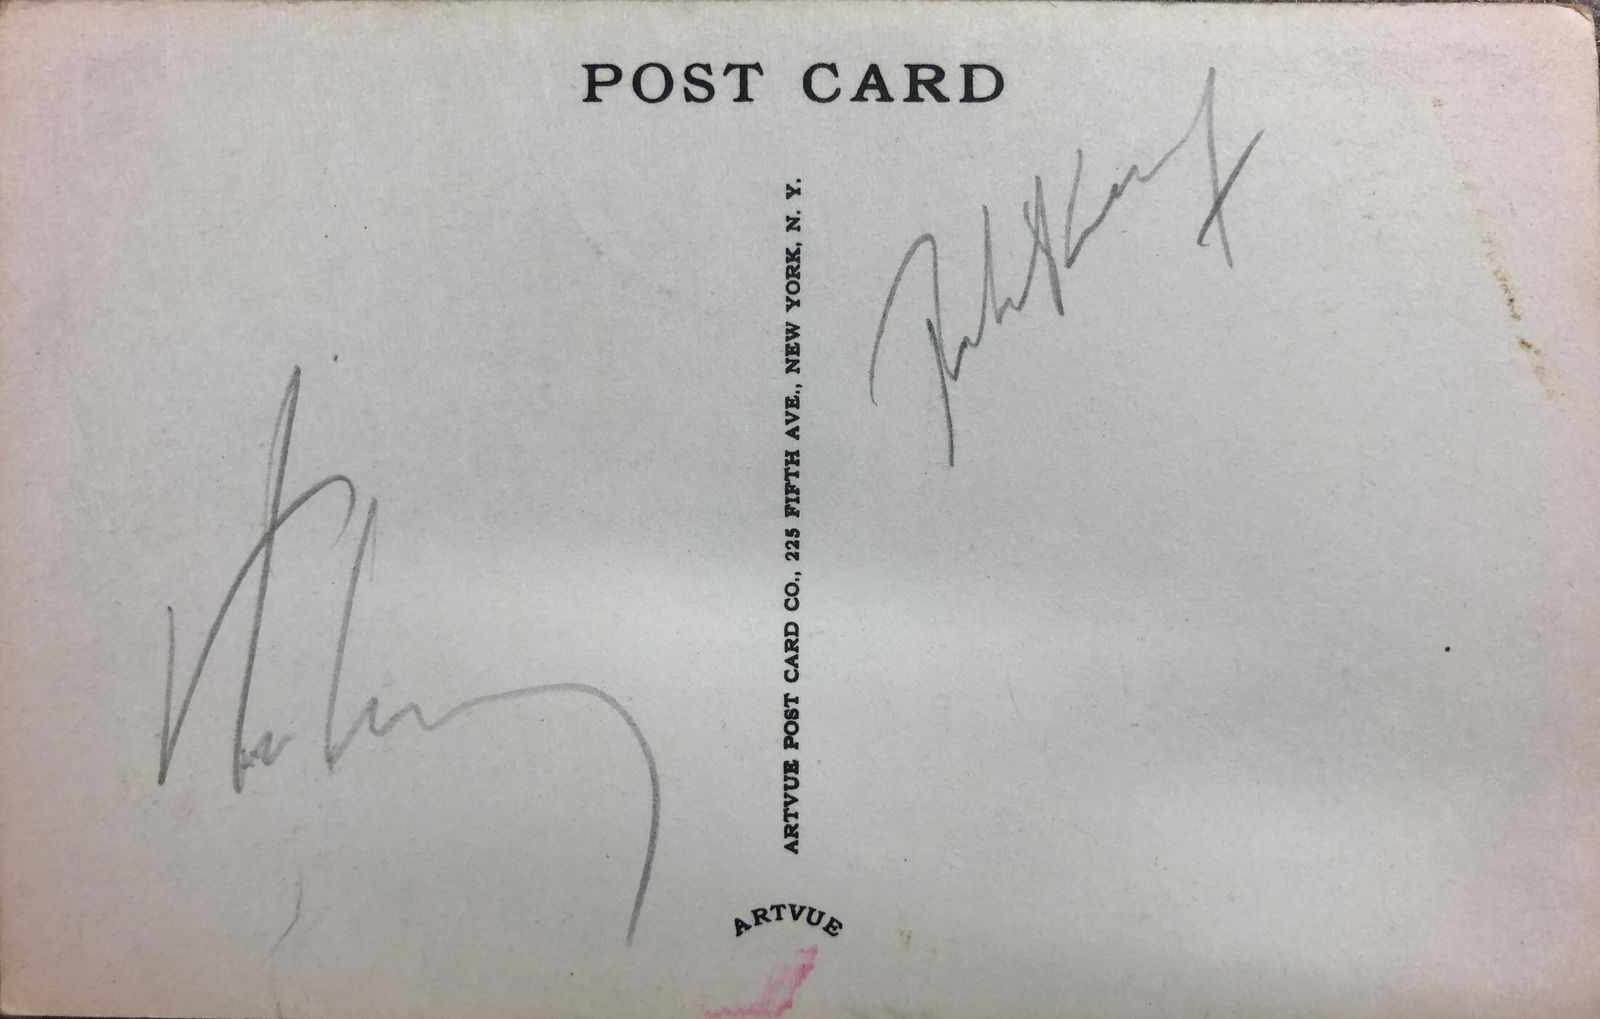 POST CARD
ARTVUE POST CARD CO., 225 FIFTH AVE., NEW YORK, N. Y.
ARTVUE